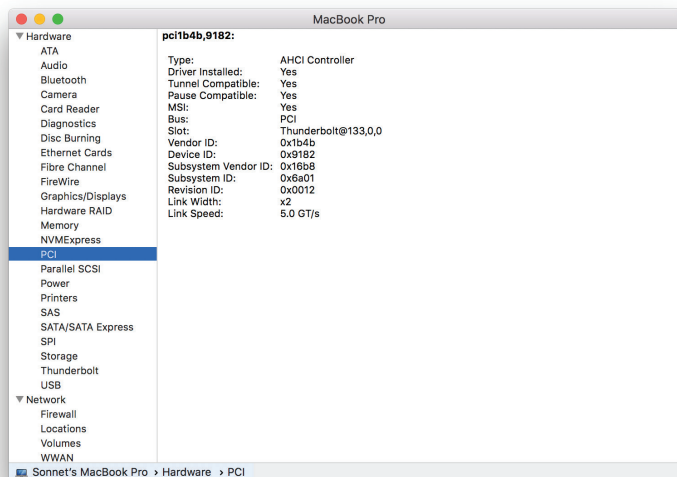 MacBook Pro
Hardware
ATA
Audio
Bluetooth
Camera
Card Reader
Diagnostics
Disc Burning
Ethernet Cards
Fibre Channel
FireWire
Graphics/Displays
Hardware RAID
Memory
NVMExpress
PCI
Parallel SCSI
Power
Printers
SAS
SATA/SATA Express
SPI
Storage
Thunderbolt
USB
Network
Firewall
Locations
Volumes
WWAN
pci1b4b,9182:
Type: AHCI Controller
Driver Installed: Yes
Tunnel Compatible: Yes
Pause Compatible: Yes
MSI: Yes
Bus: PCI
Slot: Thunderbolt@133,0,0
Vendor ID: 0x1b4b
Device ID: 0x9182
Subsystem Vendor ID: 0x16b8
Subsystem ID: 0x6a01
Revision ID: 0x0012
Link Width: x2
Link Speed: 5.0 GT/s
Sonnet's MacBook Pro › Hardware › PCI